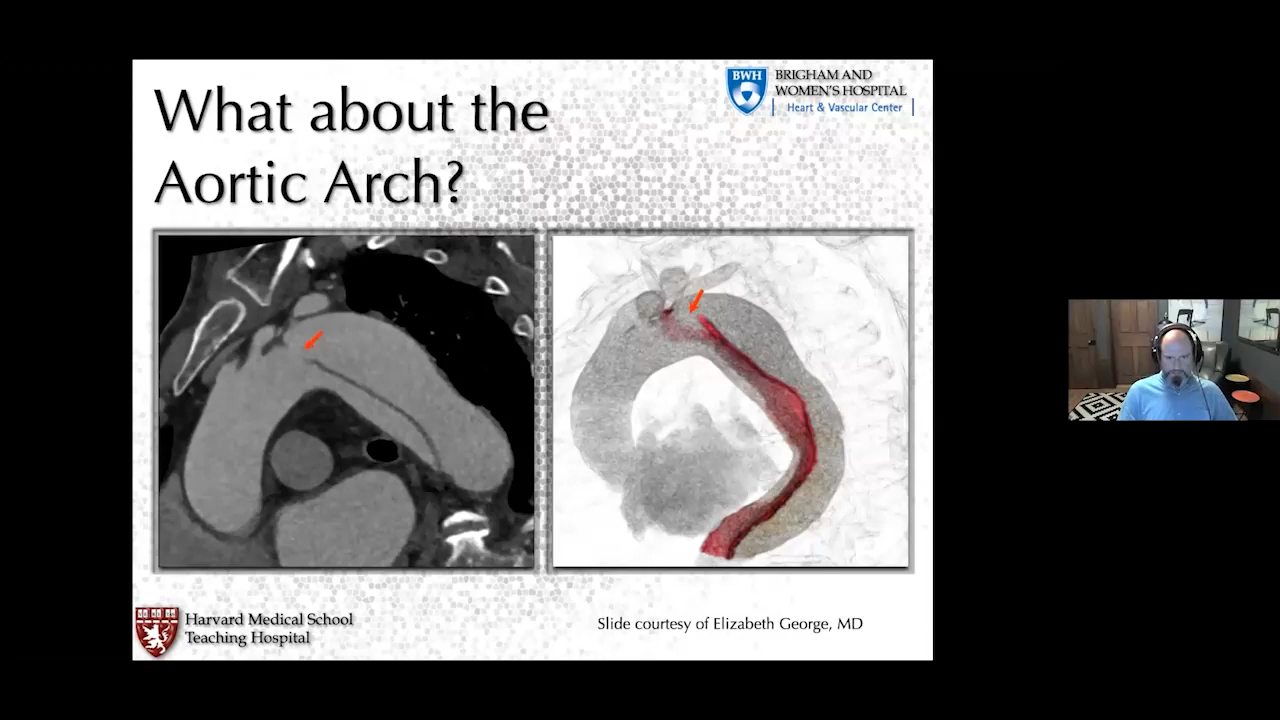 What about the
Aortic Arch?
BWH
BRIGHAM AND
WOMEN'S HOSPITAL
Heart & Vascular Center
Harvard Medical School
Teaching Hospital
Slide courtesy of Elizabeth George, MD